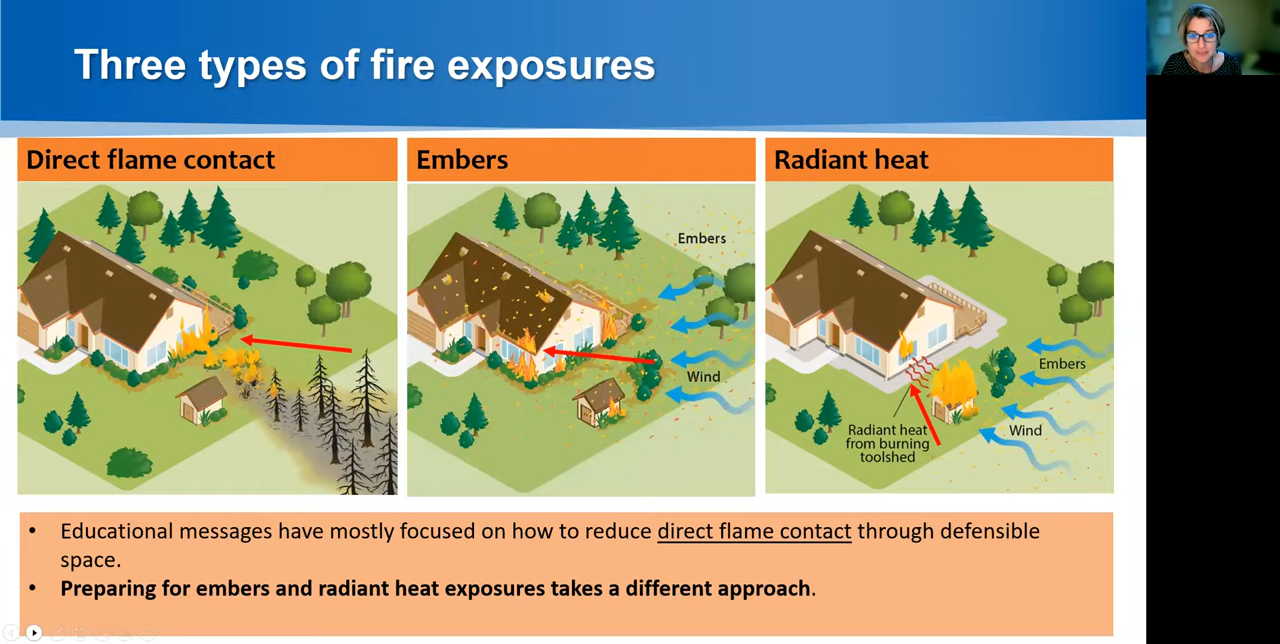 Three types of fire exposures
Direct flame contact
Embers
Wind
Embers
Radiant heat
Embers
Wind
Radiant heat
from burning
toolshed
• Educational messages have mostly focused on how to reduce direct flame contact through defensible
space.
• Preparing for embers and radiant heat exposures takes a different approach.